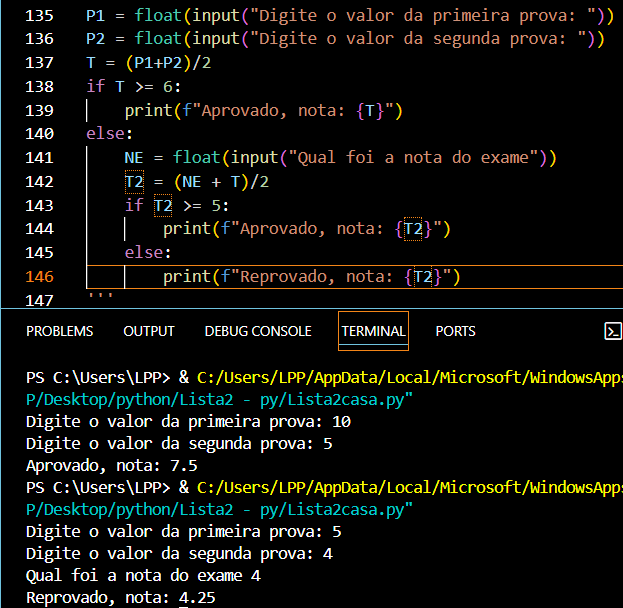 135 P1 = float(input("Digite o valor da primeira prova: "))
136 P2 = float(input("Digite o valor da segunda prova: "))
137 T = (P1+P2)/2
138 if T >= 6:
139     print(f"Aprovado, nota: {T}")
140 else:
141     NE = float(input("Qual foi a nota do exame"))
142     T2 = (NE + T)/2
143     if T2 >= 5:
144         print(f"Aprovado, nota: {T2}")
145     else:
146         print(f"Reprovado, nota: {T2}")
147 '''
PROBLEMS OUTPUT DEBUG CONSOLE TERMINAL PORTS
PS C:\Users\LPP> & C:/Users/LPP/AppData/Local/Microsoft/WindowsApps
P/Desktop/python/Lista2 - py/Lista2casa.py"
Digite o valor da primeira prova: 10
Digite o valor da segunda prova: 5
Aprovado, nota: 7.5
PS C:\Users\LPP> & C:/Users/LPP/AppData/Local/Microsoft/WindowsApps
P/Desktop/python/Lista2 - py/Lista2casa.py"
Digite o valor da primeira prova: 5
Digite o valor da segunda prova: 4
Qual foi a nota do exame 4
Reprovado, nota: 4.25